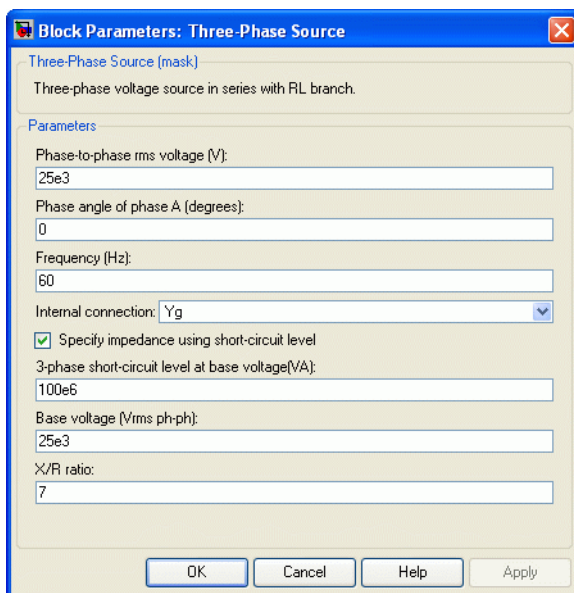 Block Parameters: Three-Phase Source
Three-Phase Source (mask)
Three-phase voltage source in series with RL branch.
Parameters
Phase-to-phase rms voltage (V):
25e3
Phase angle of phase A (degrees):
0
Frequency (Hz):
60
Internal connection: Yg
Specify impedance using short-circuit level
3-phase short-circuit level at base voltage(VA):
100e6
Base voltage (Vrms ph-ph):
25e3
X/R ratio:
7
OK Cancel Help Apply